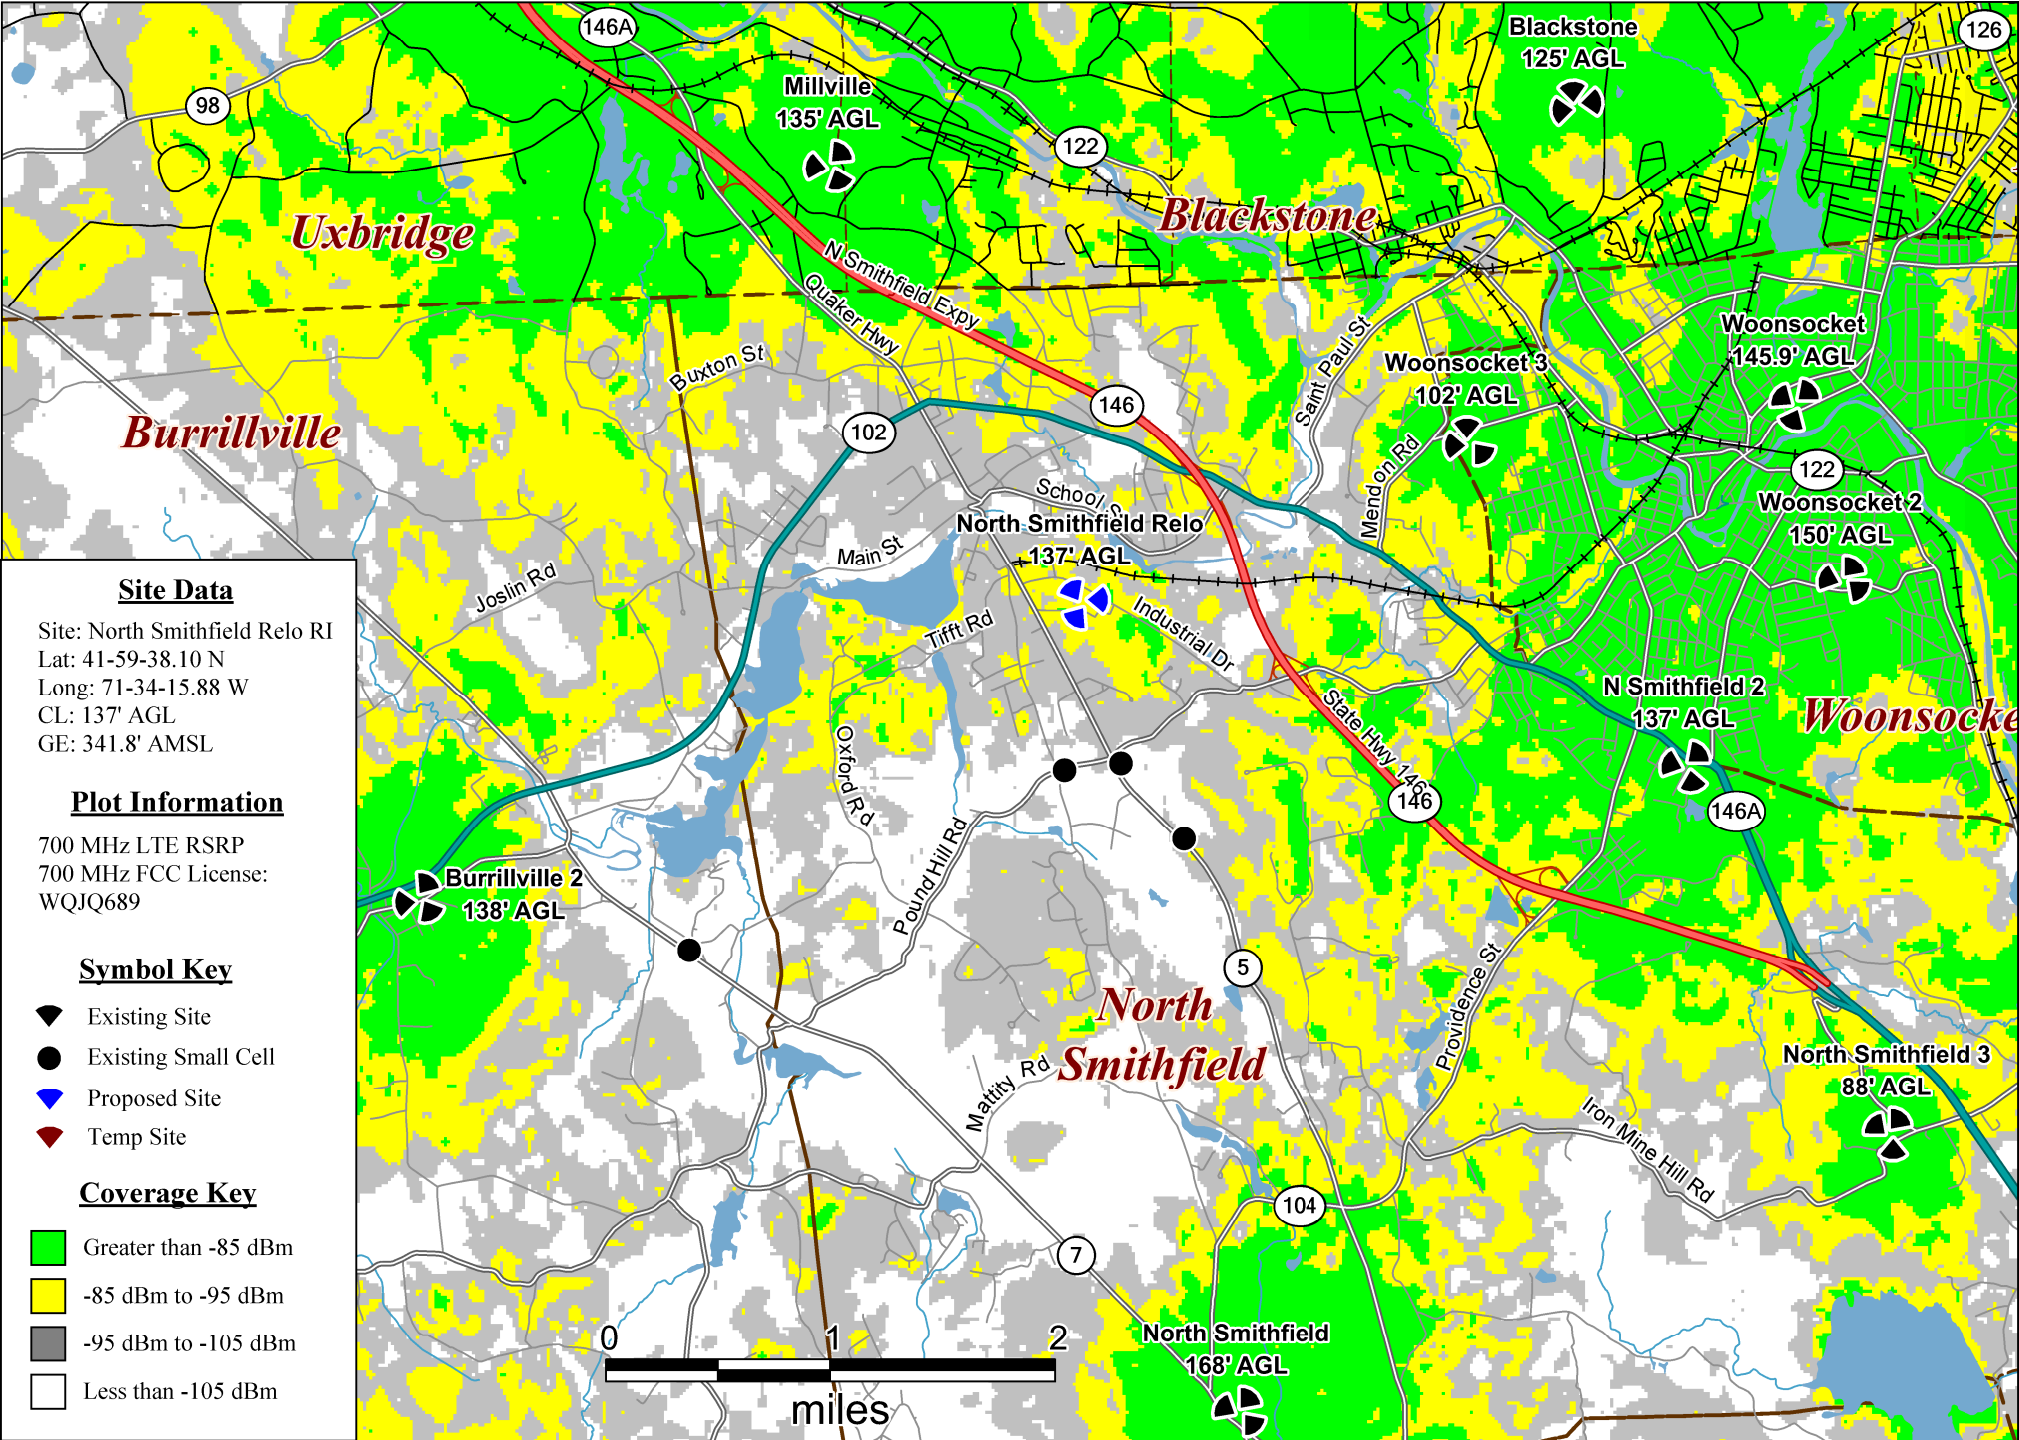 146A
Blackstone
125' AGL
126
98
Millville
135' AGL
122
Uxbridge
Blackstone
N Smithfield Expy
Quaker Hwy
Saint Paul St
Woonsocket
145.9' AGL
Buxton St
Woonsocket 3
102' AGL
146
102
Burrillville
Mendon Rd
122
School S
Woonsocket 2
150' AGL
North Smithfield Relo
137' AGL
Main St
Joslin Rd
Tifft Rd
Industrial Dr
Site Data
Site: North Smithfield Relo RI
Lat: 41-59-38.10 N
Long: 71-34-15.88 W
CL: 137' AGL
GE: 341.8' AMSL
N Smithfield 2
137' AGL
Woonsocke
State Hwy 146
146
146A
Oxford Rd
Pound Hill Rd
Plot Information
700 MHz LTE RSRP
700 MHz FCC License:
WQJQ689
Burrillville 2
138' AGL
5
Providence St
Symbol Key
Existing Site
Existing Small Cell
Proposed Site
Temp Site
North
Smithfield
Mattity Rd
North Smithfield 3
88' AGL
Iron Mine Hill Rd
104
7
Coverage Key
Greater than -85 dBm
-85 dBm to -95 dBm
-95 dBm to -105 dBm
Less than -105 dBm
North Smithfield
168' AGL
0 1 2
miles